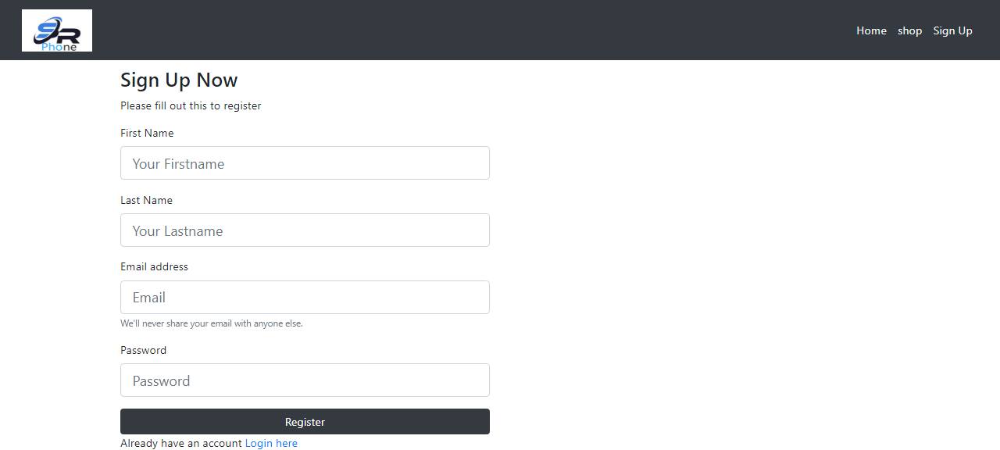 SR
Phone
Home shop Sign Up
Sign Up Now
Please fill out this to register
First Name
Your Firstname
Last Name
Your Lastname
Email address
Email
We'll never share your email with anyone else.
Password
Password
Register
Already have an account Login here